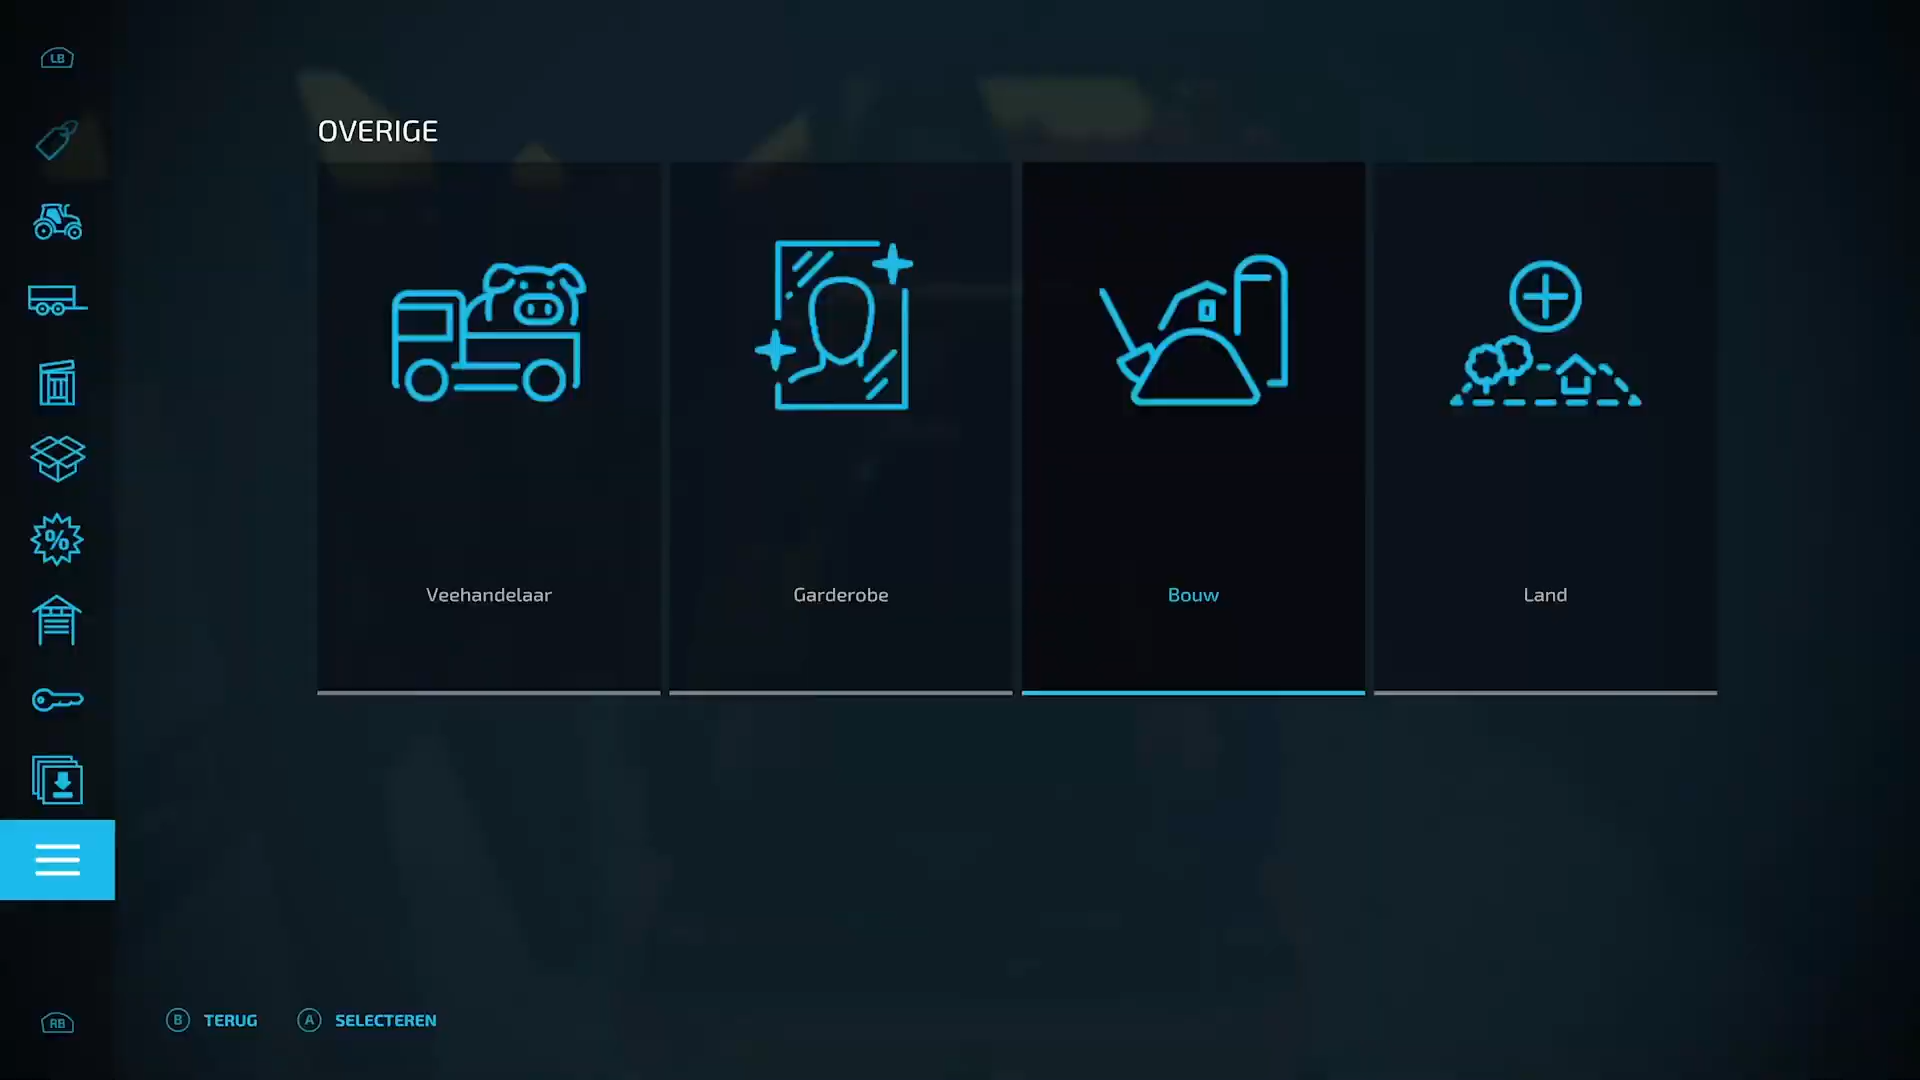 LB
OVERIGE
%
Veehandelaar
Garderobe
Bouw
Land
RB
B TERUG
A SELECTEREN